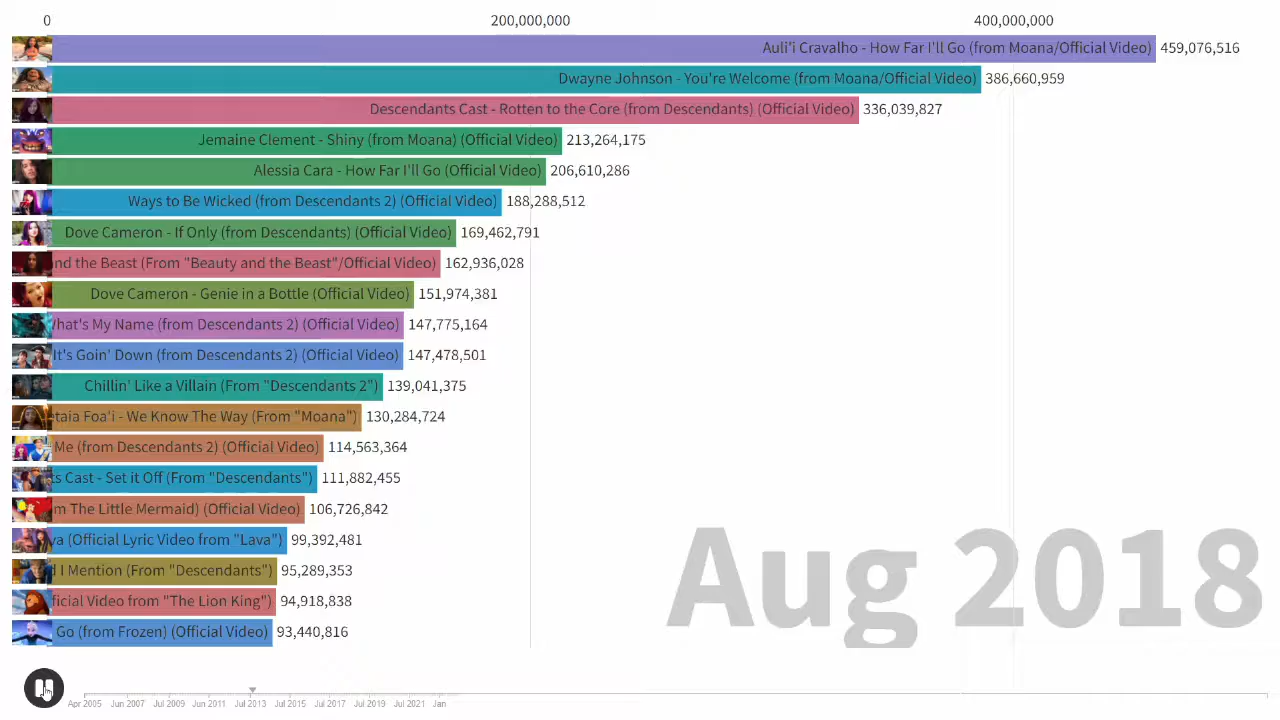 0 200,000,000 400,000,000
Auli'i Cravalho - How Far I'll Go (from Moana/Official Video) 459,076,516
Dwayne Johnson - You're Welcome (from Moana/Official Video) 386,660,959
Descendants Cast - Rotten to the Core (from Descendants) (Official Video) 336,039,827
Jemaine Clement - Shiny (from Moana) (Official Video) 213,264,175
Alessia Cara - How Far I'll Go (Official Video) 206,610,286
Ways to Be Wicked (from Descendants 2) (Official Video) 188,288,512
Dove Cameron - If Only (from Descendants) (Official Video) 169,462,791
nd the Beast (From "Beauty and the Beast"/Official Video) 162,936,028
Dove Cameron - Genie in a Bottle (Official Video) 151,974,381
hat's My Name (from Descendants 2) (Official Video) 147,775,164
It's Goin' Down (from Descendants 2) (Official Video) 147,478,501
Chillin' Like a Villain (From "Descendants 2") 139,041,375
taia Foa'i - We Know The Way (From "Moana") 130,284,724
Me (from Descendants 2) (Official Video) 114,563,364
ts Cast - Set it Off (From "Descendants") 111,882,455
m The Little Mermaid) (Official Video) 106,726,842
va (Official Lyric Video from "Lava") 99,392,481
I Mention (From "Descendants") 95,289,353
ficial Video from "The Lion King") 94,918,838
Go (from Frozen) (Official Video) 93,440,816
Aug 2018
Apr 2005 Jun 2007 Jul 2009 Jun 2011 Jul 2013 Jul 2015 Jul 2017 Jul 2019 Jul 2021 Jan